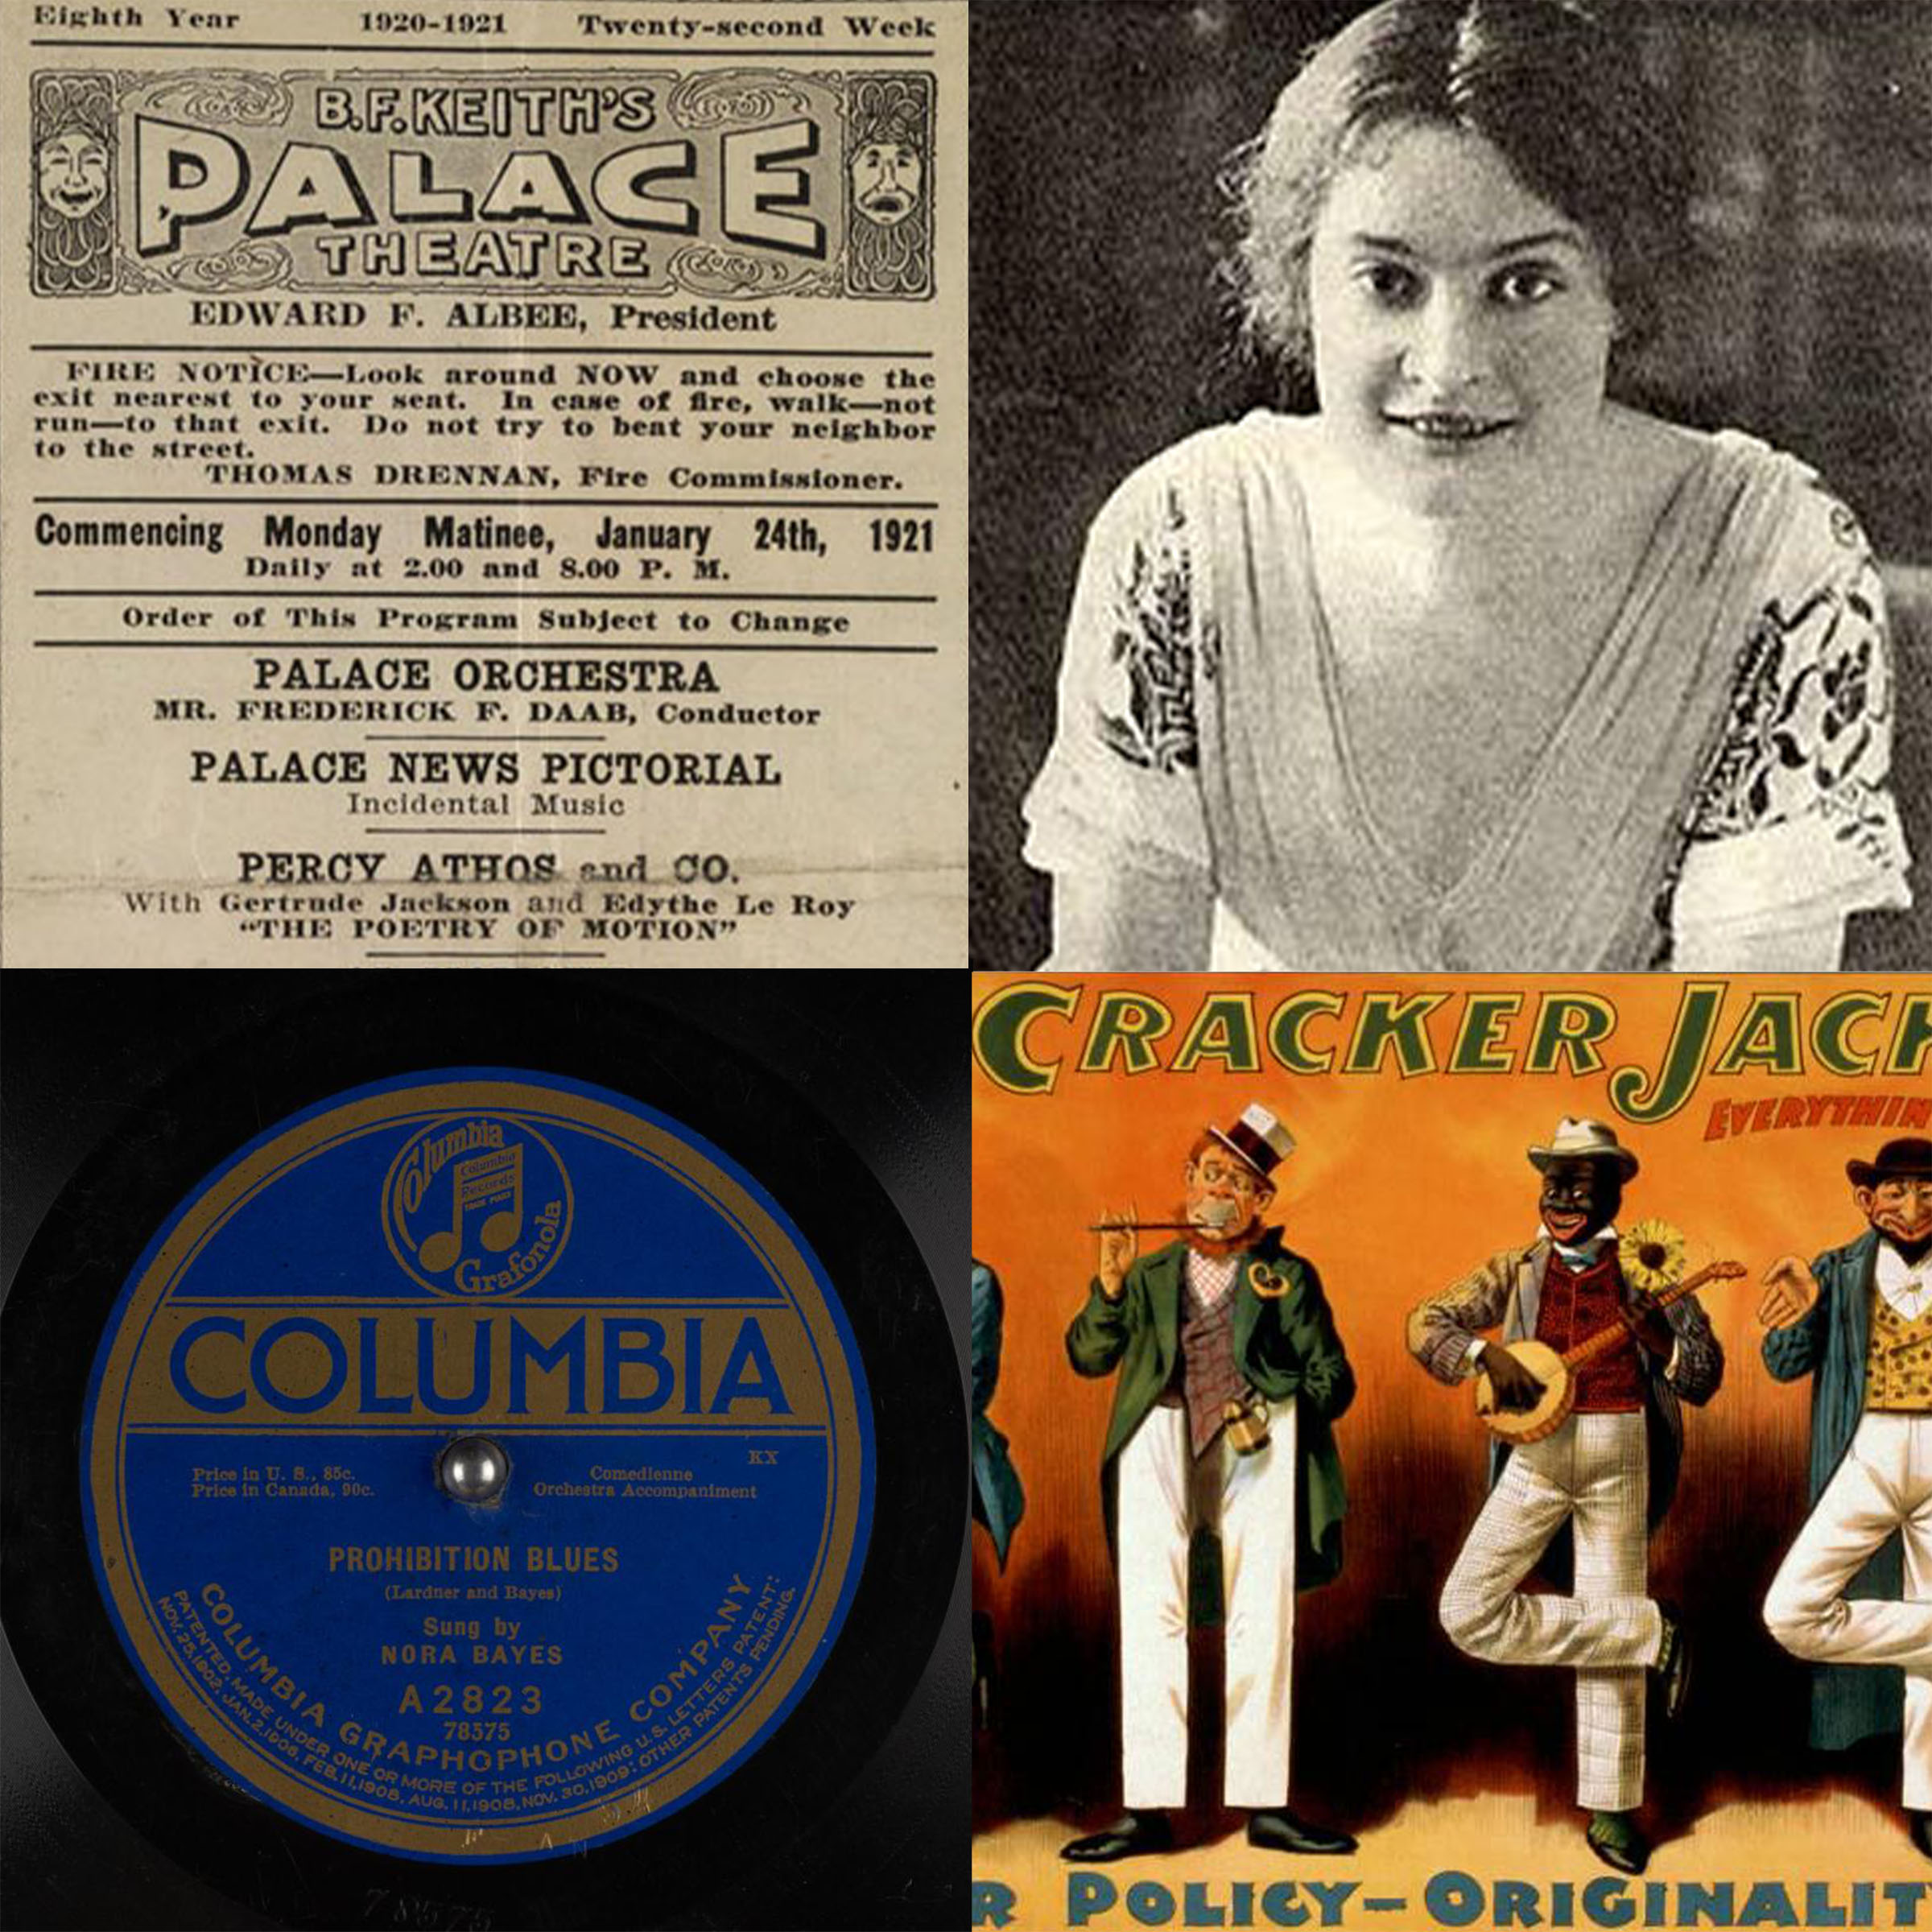 Eighth Year 1920-1921 Twenty-second Week
B.F. KEITH'S
PALACE
THEATRE
EDWARD F. ALBEE, President
FIRE NOTICE—Look around NOW and choose the
exit nearest to your seat. In case of fire, walk—not
run—to that exit. Do not try to beat your neighbor
to the street.
THOMAS DRENNAN, Fire Commissioner.
Commencing Monday Matinee, January 24th, 1921
Daily at 2.00 and 8.00 P. M.
Order of This Program Subject to Change
PALACE ORCHESTRA
MR. FREDERICK F. DAAB, Conductor
PALACE NEWS PICTORIAL
Incidental Music
PERCY ATHOS and CO.
With Gertrude Jackson and Edythe Le Roy
"THE POETRY OF MOTION"
Columbia
Columbia
Records
Grafonola
COLUMBIA
KX
Price in U. S., 85c.
Price in Canada, 90c.
Comedienne
Orchestra Accompaniment
PROHIBITION BLUES
(Lardner and Bayes)
Sung by
NORA BAYES
A2823
78575
COLUMBIA GRAPHOPHONE COMPANY
PATENTED, MADE UNDER ONE OR MORE OF THE FOLLOWING U.S. LETTERS PATENT:
NOV. 25, 1902, JAN. 2, 1906, FEB. 11, 1908, AUG. 11, 1908, NOV. 30, 1909: OTHER PATENTS PENDING.
78575
CRACKER JACK
EVERYTHIN
R POLICY—ORIGINALIT